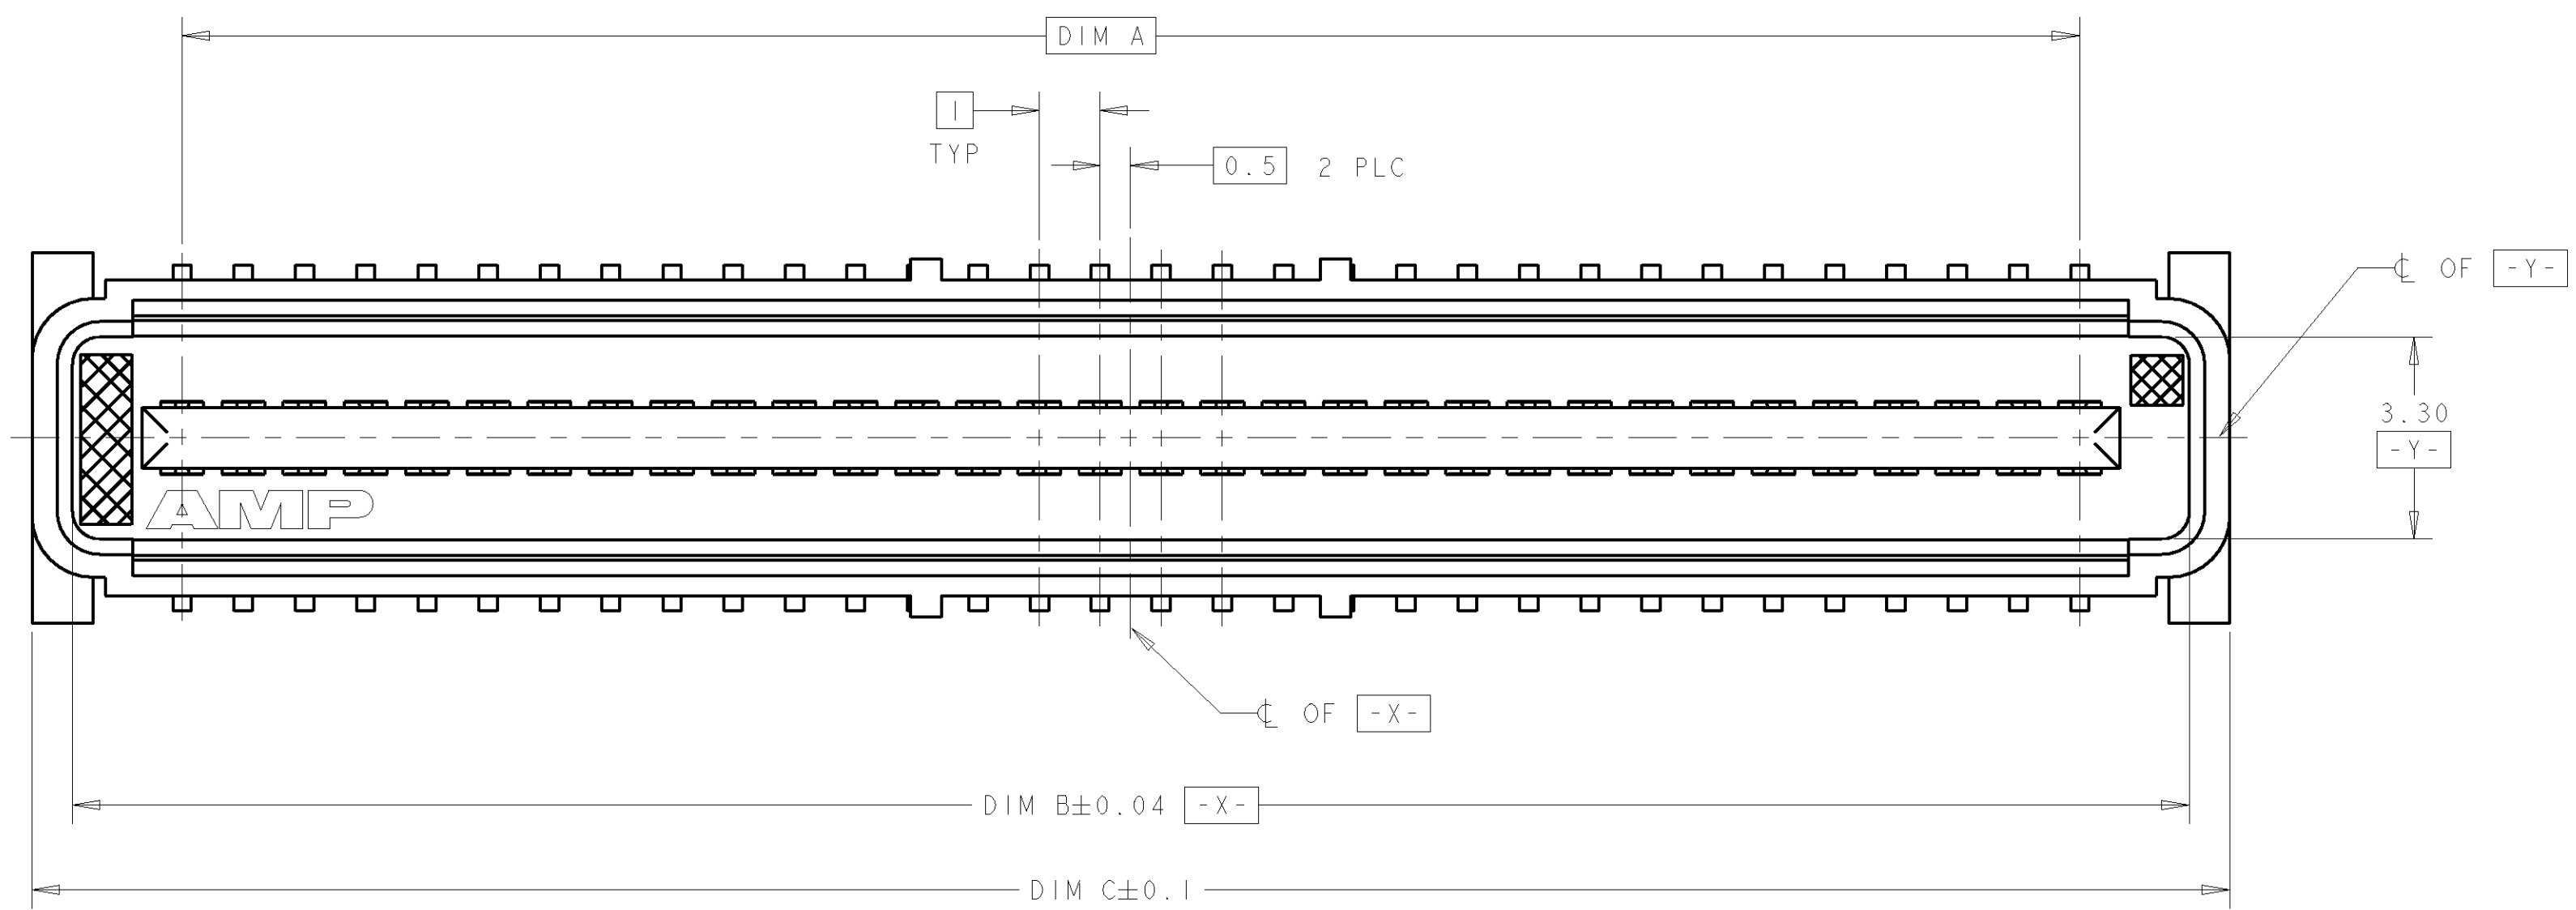 DIM A
1
TYP
0.5 2 PLC
℄ OF -Y-
3.30
-Y-
AMP
℄ OF -X-
DIM B±0.04 -X-
DIM C±0.1